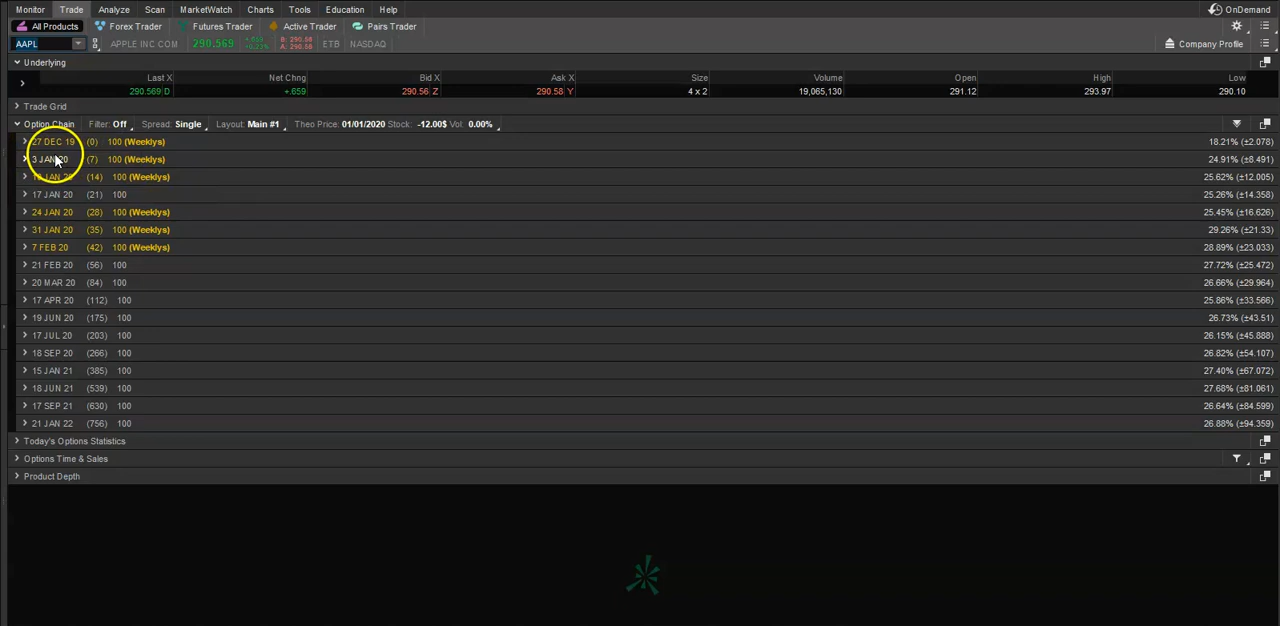 Monitor Trade Analyze Scan MarketWatch Charts Tools Education Help OnDemand
All Products Forex Trader Futures Trader Active Trader Pairs Trader
AAPL APPLE INC COM 290.569 B: 290.56 A: 290.58 ETB NASDAQ Company Profile
Underlying
Last X Net Chng Bid X Ask X Size Volume Open High Low
290.569 D +.659 290.56 Z 290.58 Y 4 x 2 19,065,130 291.12 293.97 290.10
Trade Grid
Option Chain Filter: Off Spread: Single Layout: Main #1 Theo Price: 01/01/2020 Stock: -12.00$ Vol: 0.00%
27 DEC 19 (0) 100 (Weeklys) 18.21% (±2.078)
3 JAN 20 (7) 100 (Weeklys) 24.91% (±8.491)
JAN 20 (14) 100 (Weeklys) 25.62% (±12.005)
17 JAN 20 (21) 100 25.26% (±14.358)
24 JAN 20 (28) 100 (Weeklys) 25.45% (±16.626)
31 JAN 20 (35) 100 (Weeklys) 29.26% (±21.33)
7 FEB 20 (42) 100 (Weeklys) 28.89% (±23.033)
21 FEB 20 (56) 100 27.72% (±25.472)
20 MAR 20 (84) 100 26.66% (±29.964)
17 APR 20 (112) 100 25.86% (±33.566)
19 JUN 20 (175) 100 26.73% (±43.51)
17 JUL 20 (203) 100 26.15% (±45.888)
18 SEP 20 (266) 100 26.82% (±54.107)
15 JAN 21 (385) 100 27.40% (±67.072)
18 JUN 21 (539) 100 27.68% (±81.061)
17 SEP 21 (630) 100 26.64% (±84.599)
21 JAN 22 (756) 100 26.88% (±94.359)
Today's Options Statistics
Options Time & Sales
Product Depth